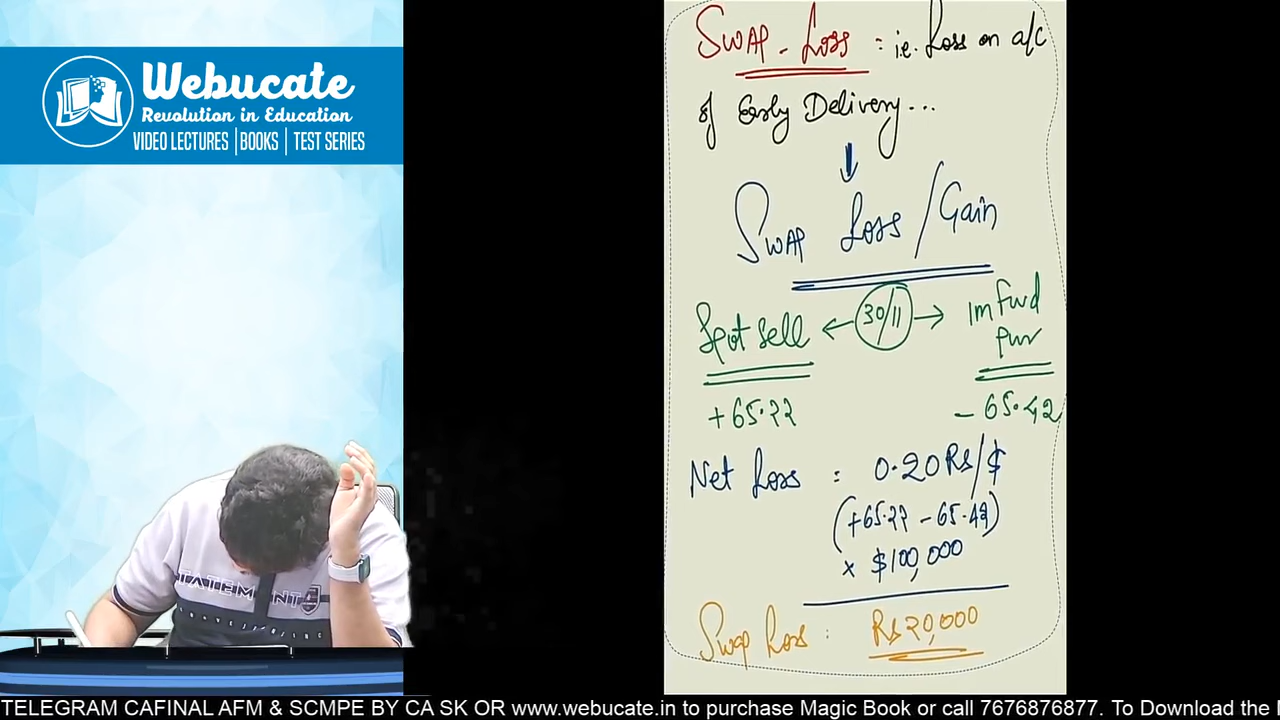 Webucate
Revolution in Education
VIDEO LECTURES | BOOKS | TEST SERIES
SWAP - Loss : i.e. Loss on a/c
of Early Delivery...
SWAP Loss / Gain
Spot sell ← 30/11 → 1m Fwd
pur
+65.22 - 65.42
Net Loss : 0.20 Rs/$
(+65.22 - 65.42)
x $100,000
Swap Loss : Rs 20,000
TATEMENT
TELEGRAM CAFINAL AFM & SCMPE BY CA SK OR www.webucate.in to purchase Magic Book or call 7676876877. To Download the l